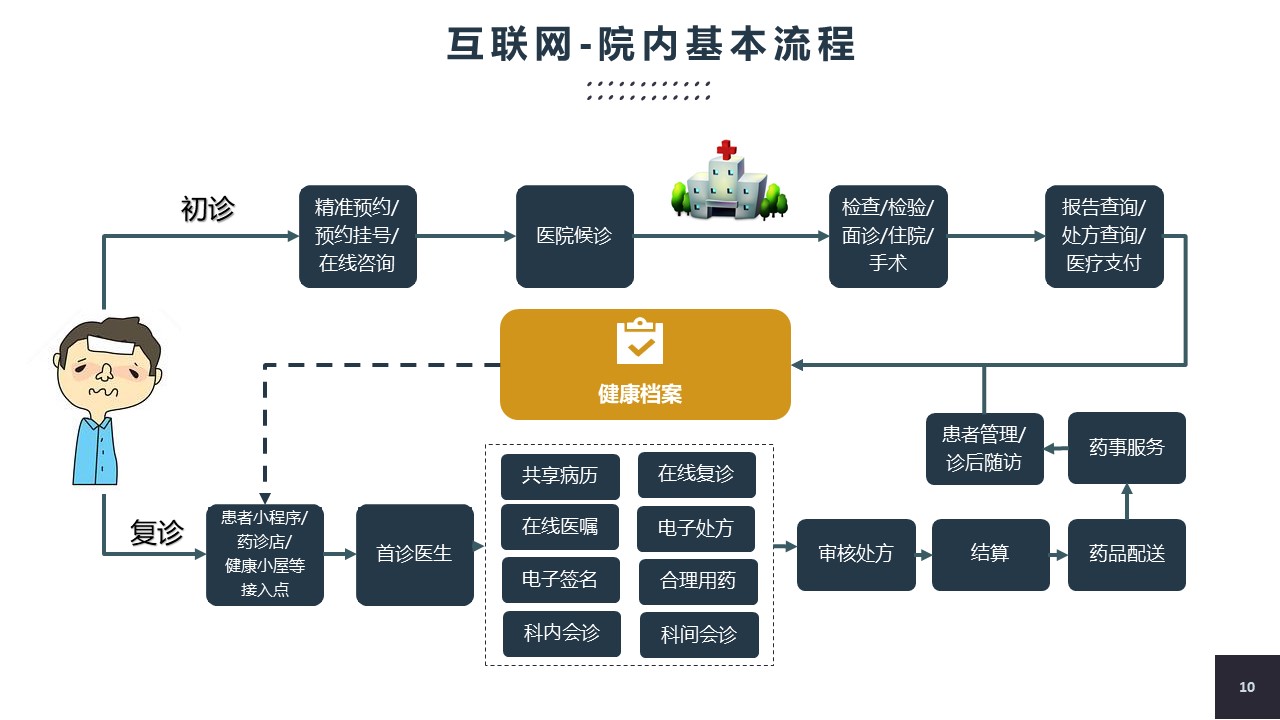 互联网-院内基本流程
初诊
精准预约/
预约挂号/
在线咨询
医院候诊
检查/检验/
面诊/住院/
手术
报告查询/
处方查询/
医疗支付
健康档案
患者管理/
诊后随访
药事服务
复诊
患者小程序/
药诊店/
健康小屋等
接入点
首诊医生
共享病历
在线复诊
在线医嘱
电子处方
电子签名
合理用药
科内会诊
科间会诊
审核处方
结算
药品配送
10